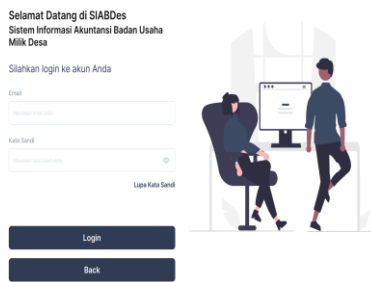 Selamat Datang di SIABDes
Sistem Informasi Akuntansi Badan Usaha
Milik Desa
Silahkan login ke akun Anda
Email
Kata Sandi
Lupa Kata Sandi
Login
Back